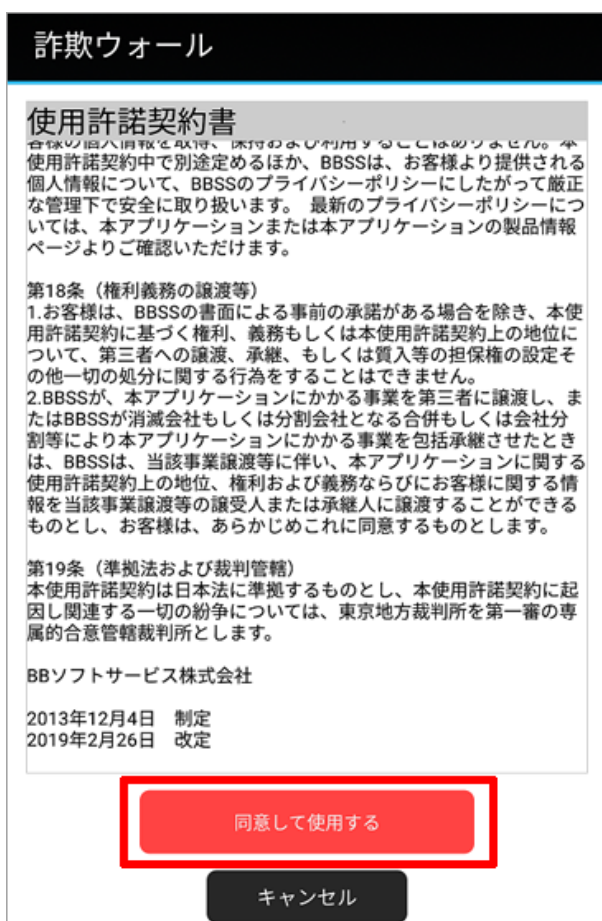 詐欺ウォール
使用許諾契約書
客様の個人情報を取得、保持および利用することはありません。本
使用許諾契約中で別途定めるほか、BBSSは、お客様より提供される
個人情報について、BBSSのプライバシーポリシーにしたがって厳正
な管理下で安全に取り扱います。 最新のプライバシーポリシーにつ
いては、本アプリケーションまたは本アプリケーションの製品情報
ページよりご確認いただけます。
第18条（権利義務の譲渡等）
1.お客様は、BBSSの書面による事前の承諾がある場合を除き、本使
用許諾契約に基づく権利、義務もしくは本使用許諾契約上の地位に
ついて、第三者への譲渡、承継、もしくは質入等の担保権の設定そ
の他一切の処分に関する行為をすることはできません。
2.BBSSが、本アプリケーションにかかる事業を第三者に譲渡し、ま
たはBBSSが消滅会社もしくは分割会社となる合併もしくは会社分
割等により本アプリケーションにかかる事業を包括承継させたとき
は、BBSSは、当該事業譲渡等に伴い、本アプリケーションに関する
使用許諾契約上の地位、権利および義務ならびにお客様に関する情
報を当該事業譲渡等の譲受人または承継人に譲渡することができる
ものとし、お客様は、あらかじめこれに同意するものとします。
第19条（準拠法および裁判管轄）
本使用許諾契約は日本法に準拠するものとし、本使用許諾契約に起
因し関連する一切の紛争については、東京地方裁判所を第一審の専
属的合意管轄裁判所とします。
BBソフトサービス株式会社
2013年12月4日　制定
2019年2月26日　改定
同意して使用する
キャンセル